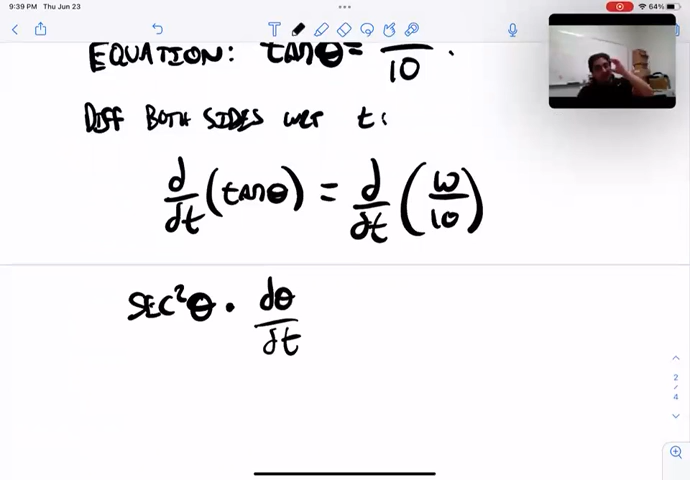 9:39 PM Thu Jun 23
64%
EQUATION: tanθ = /10 .
DIFF BOTH SIDES WRT t:
d/dt (tanθ) = d/dt (w/10)
SEC²θ · dθ/dt
2
/
4